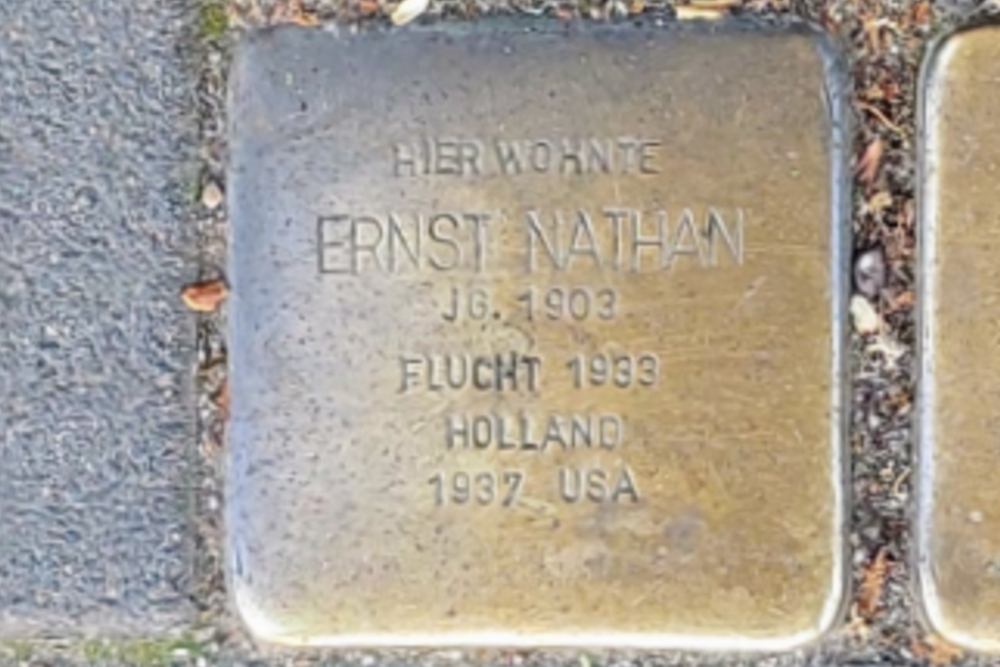 HIER WOHNTE
ERNST NATHAN
JG. 1903
FLUCHT 1933
HOLLAND
1937 USA